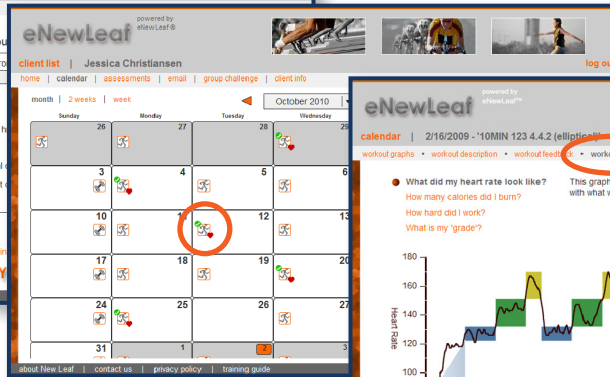 eNewLeaf
powered by
eNewLeaf®
client list | Jessica Christiansen
log ou
home | calendar | assessments | email | group challenge | client info
month | 2 weeks | week
October 2010
Sunday Monday Tuesday Wednesday
26 27 28 29
3 4 5 6
10 11 12 13
17 18 19 20
24 25 26 27
31 1 2 3
about New Leaf | contact us | privacy policy | training guide
eNewLeaf
powered by
eNewLeaf™
calendar | 2/16/2009 - '10MIN 123 4.4.2 (elliptical)'
workout graphs • workout description • workout feedback • worko
What did my heart rate look like?
How many calories did I burn?
How hard did I work?
What is my 'grade'?
This graph
with what w
180
160
140
120
100
Heart Rate